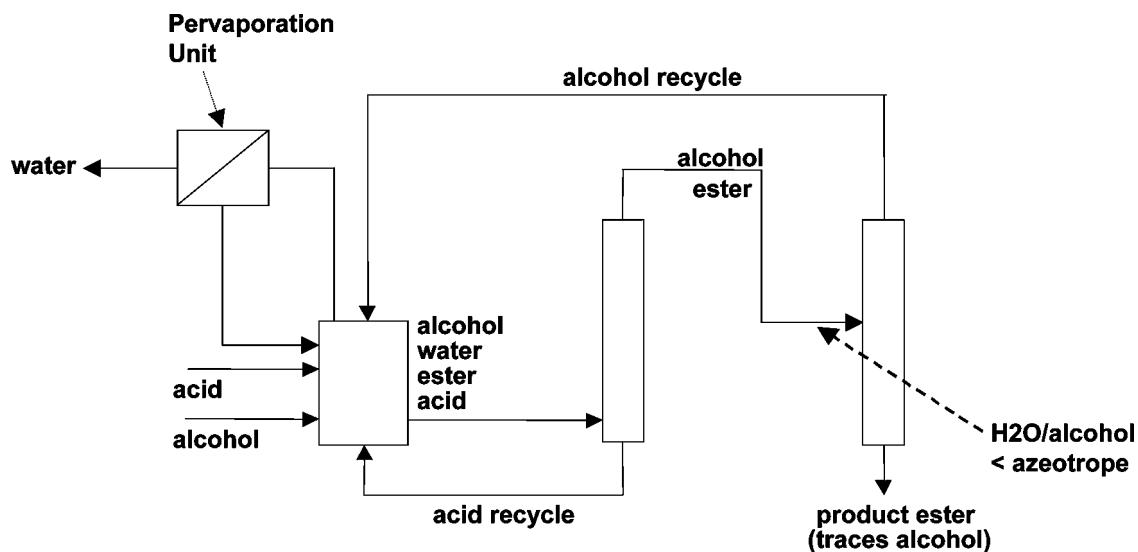 Pervaporation
Unit
alcohol recycle
water
alcohol
ester
alcohol
water
ester
acid
acid
alcohol
H2O/alcohol
< azeotrope
acid recycle
product ester
(traces alcohol)